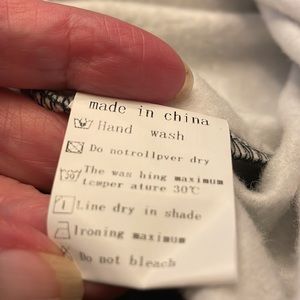 made in china
Hand wash
Do notrollpver dry
30 The was hing maximum
temper ature 30℃
Line dry in shade
Ironing maximum
Do not bleach